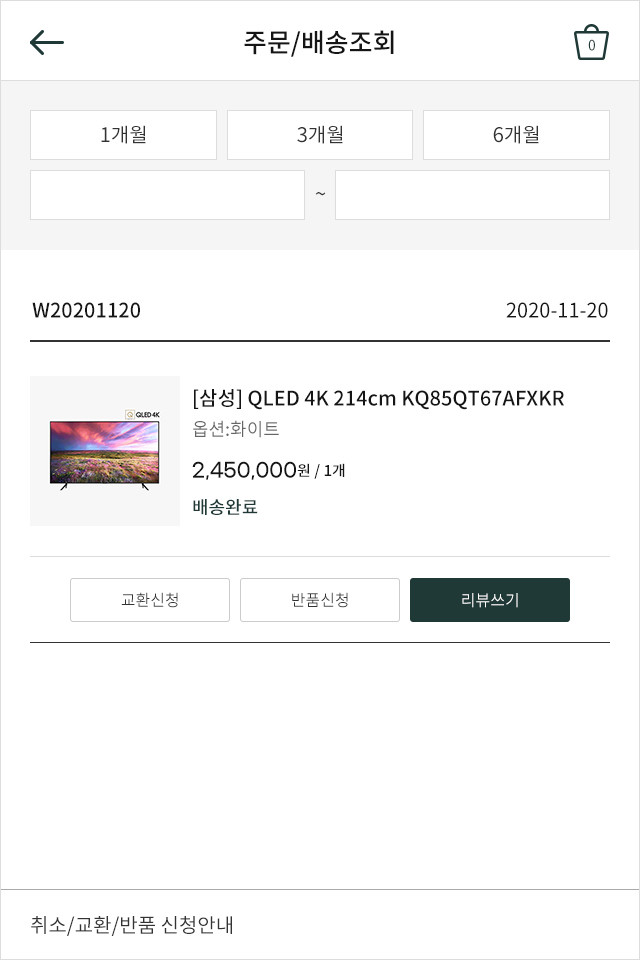 주문/배송조회
0
1개월
3개월
6개월
~
W20201120
2020-11-20
QLED 4K
[삼성] QLED 4K 214cm KQ85QT67AFXKR
옵션:화이트
2,450,000원 / 1개
배송완료
교환신청
반품신청
리뷰쓰기
취소/교환/반품 신청안내